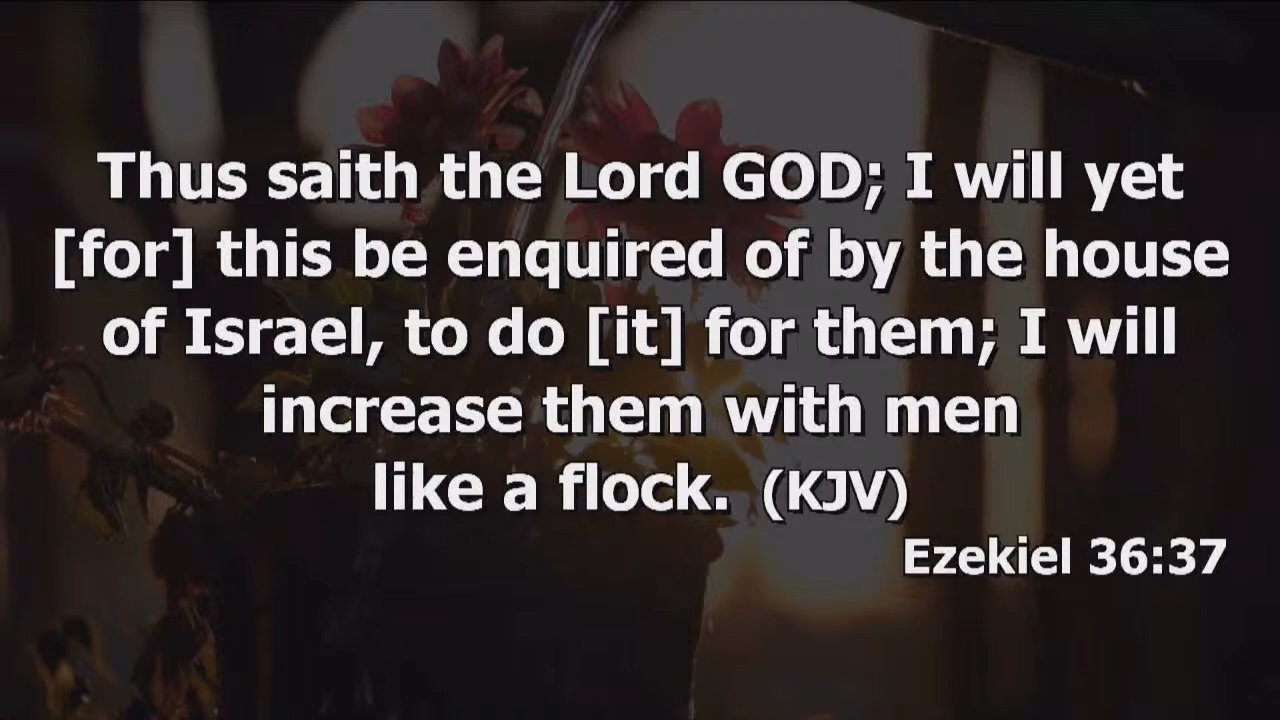 Thus saith the Lord GOD; I will yet
[for] this be enquired of by the house
of Israel, to do [it] for them; I will
increase them with men
like a flock. (KJV)
Ezekiel 36:37